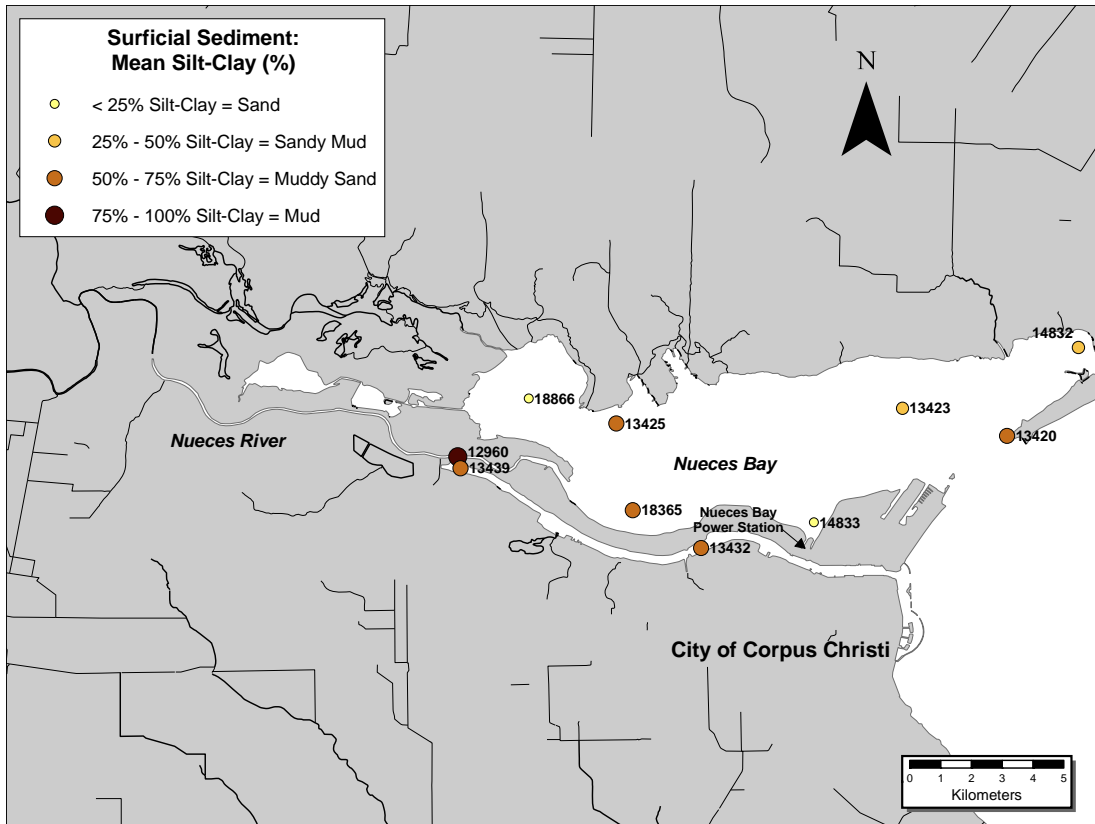 Surficial Sediment:
Mean Silt-Clay (%)
< 25% Silt-Clay = Sand
25% - 50% Silt-Clay = Sandy Mud
50% - 75% Silt-Clay = Muddy Sand
75% - 100% Silt-Clay = Mud
N
14832
18866
13423
13425
13420
Nueces River
12960
13439
Nueces Bay
18365
Nueces Bay
Power Station
14833
13432
City of Corpus Christi
0 1 2 3 4 5
Kilometers